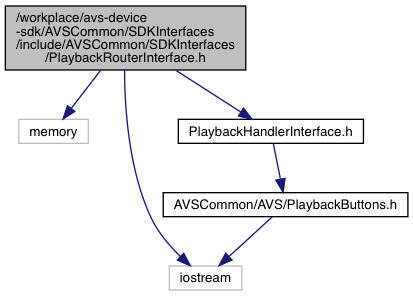 /workplace/avs-device
-sdk/AVSCommon/SDKInterfaces
/include/AVSCommon/SDKInterfaces
/PlaybackRouterInterface.h
memory
PlaybackHandlerInterface.h
AVSCommon/AVS/PlaybackButtons.h
iostream